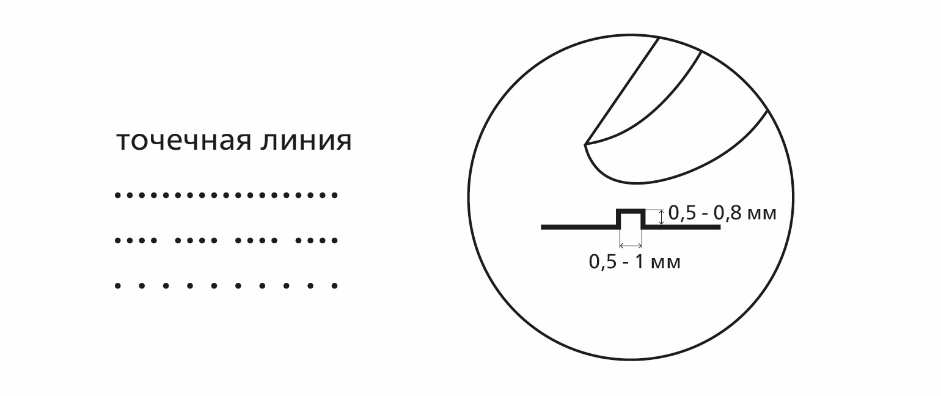 точечная линия
0,5 - 0,8 мм
0,5 - 1 мм